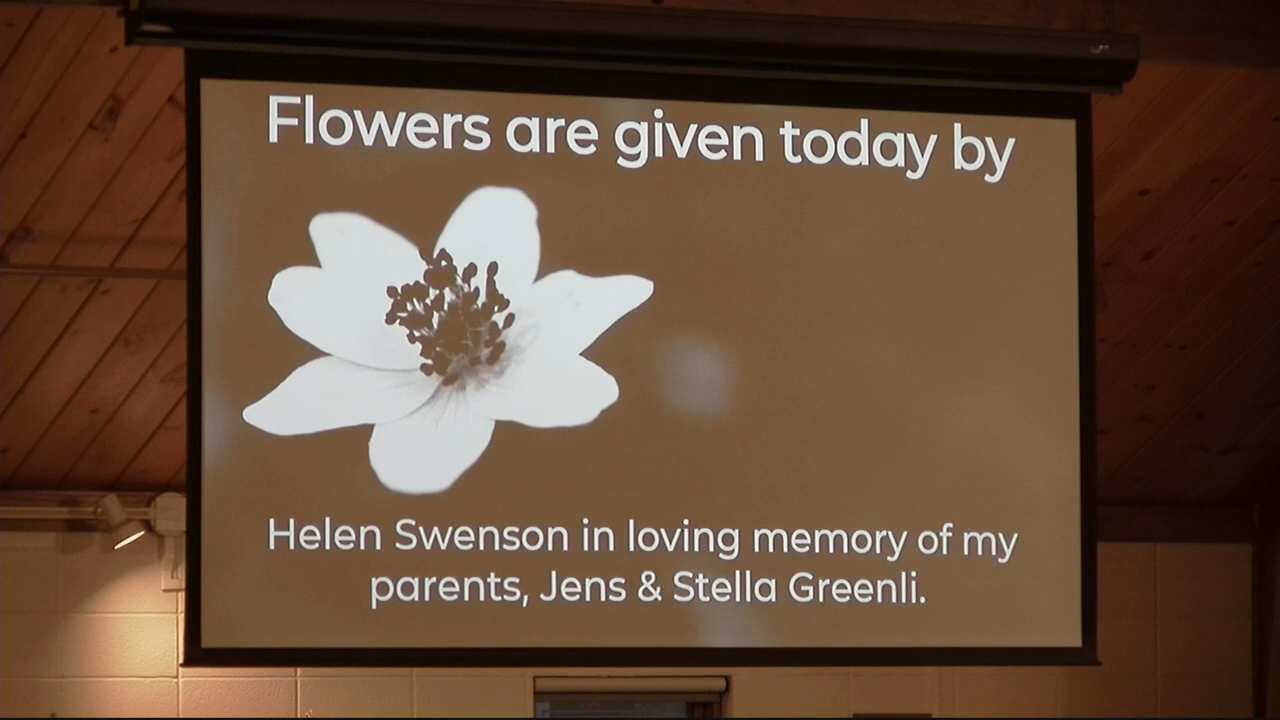 Flowers are given today by
Helen Swenson in loving memory of my
parents, Jens & Stella Greenli.